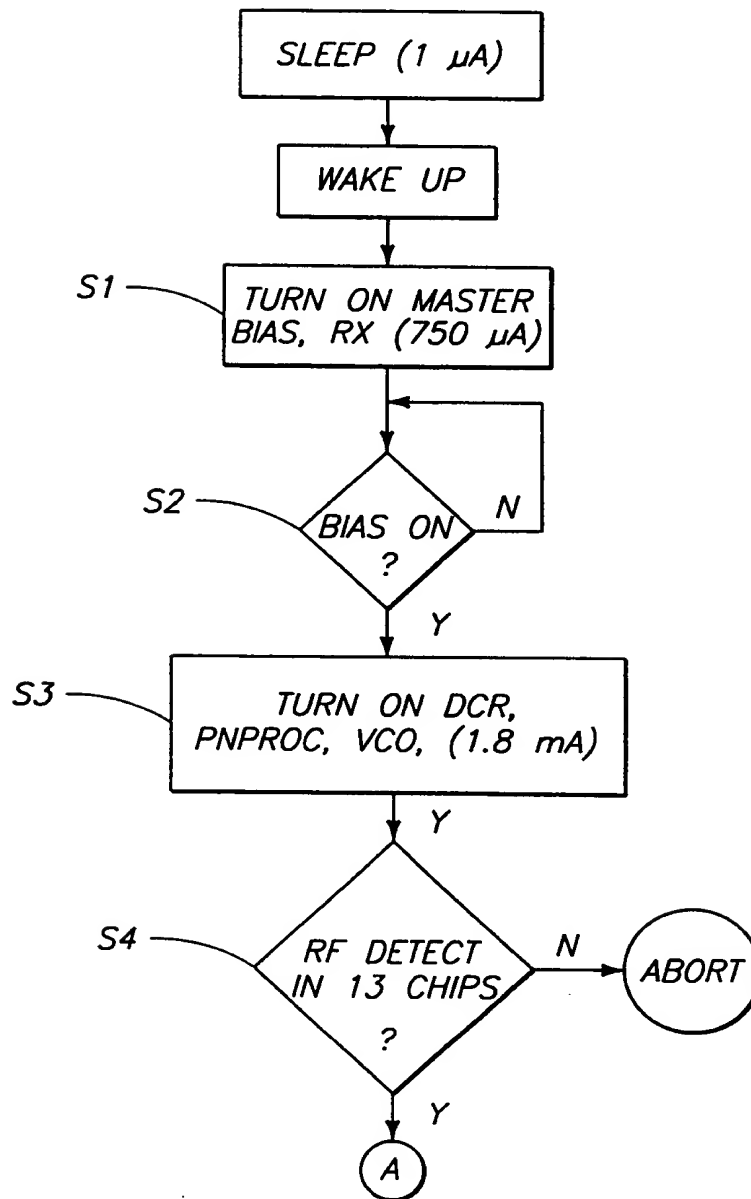 SLEEP (1 µA)
WAKE UP
S1
TURN ON MASTER
BIAS, RX (750 µA)
S2
BIAS ON
?
N
Y
S3
TURN ON DCR,
PNPROC, VCO, (1.8 mA)
Y
S4
RF DETECT
IN 13 CHIPS
?
N
ABORT
Y
A